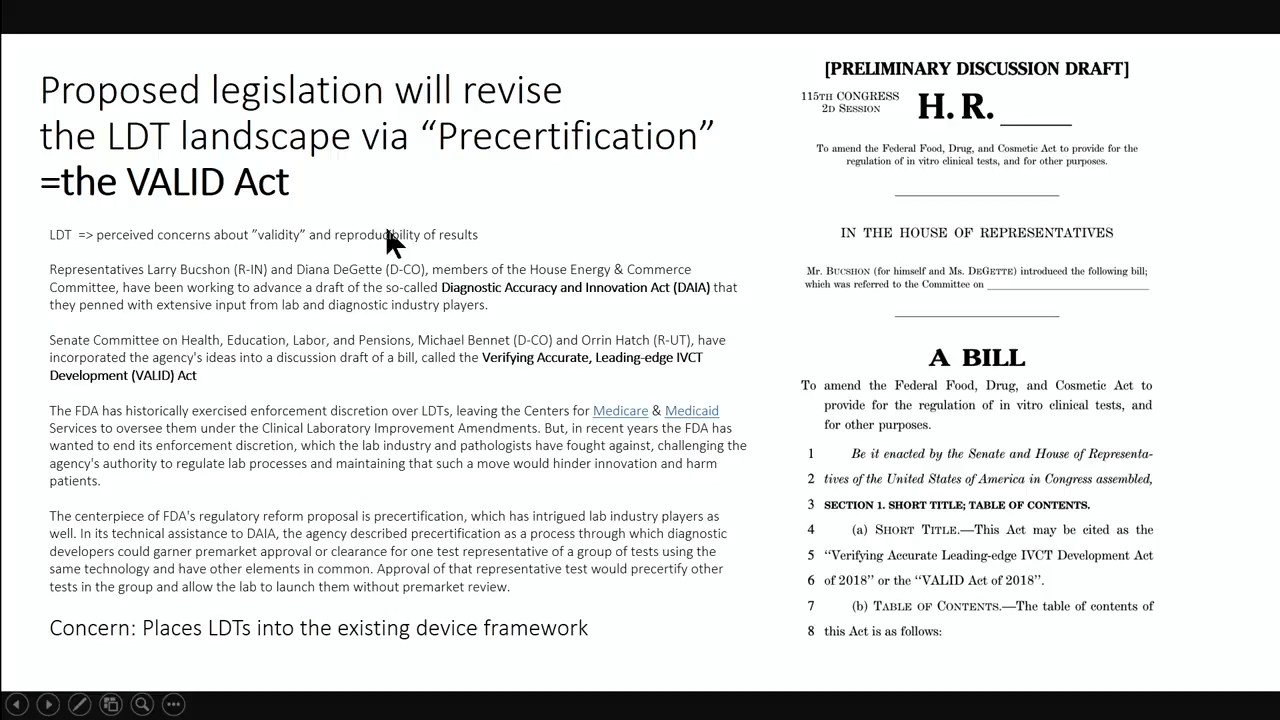 Proposed legislation will revise
the LDT landscape via “Precertification”
=the VALID Act
LDT => perceived concerns about ”validity” and reproducibility of results
Representatives Larry Bucshon (R-IN) and Diana DeGette (D-CO), members of the House Energy & Commerce
Committee, have been working to advance a draft of the so-called Diagnostic Accuracy and Innovation Act (DAIA) that
they penned with extensive input from lab and diagnostic industry players.
Senate Committee on Health, Education, Labor, and Pensions, Michael Bennet (D-CO) and Orrin Hatch (R-UT), have
incorporated the agency's ideas into a discussion draft of a bill, called the Verifying Accurate, Leading-edge IVCT
Development (VALID) Act
The FDA has historically exercised enforcement discretion over LDTs, leaving the Centers for Medicare & Medicaid
Services to oversee them under the Clinical Laboratory Improvement Amendments. But, in recent years the FDA has
wanted to end its enforcement discretion, which the lab industry and pathologists have fought against, challenging the
agency's authority to regulate lab processes and maintaining that such a move would hinder innovation and harm
patients.
The centerpiece of FDA's regulatory reform proposal is precertification, which has intrigued lab industry players as
well. In its technical assistance to DAIA, the agency described precertification as a process through which diagnostic
developers could garner premarket approval or clearance for one test representative of a group of tests using the
same technology and have other elements in common. Approval of that representative test would precertify other
tests in the group and allow the lab to launch them without premarket review.
Concern: Places LDTs into the existing device framework
[PRELIMINARY DISCUSSION DRAFT]
115TH CONGRESS
2D SESSION
H. R. ____
To amend the Federal Food, Drug, and Cosmetic Act to provide for the
regulation of in vitro clinical tests, and for other purposes.
IN THE HOUSE OF REPRESENTATIVES
Mr. BUCSHON (for himself and Ms. DEGETTE) introduced the following bill;
which was referred to the Committee on ____
A BILL
To amend the Federal Food, Drug, and Cosmetic Act to
provide for the regulation of in vitro clinical tests, and
for other purposes.
1 Be it enacted by the Senate and House of Representa-
2 tives of the United States of America in Congress assembled,
3 SECTION 1. SHORT TITLE; TABLE OF CONTENTS.
4 (a) SHORT TITLE.—This Act may be cited as the
5 “Verifying Accurate Leading-edge IVCT Development Act
6 of 2018” or the “VALID Act of 2018”.
7 (b) TABLE OF CONTENTS.—The table of contents of
8 this Act is as follows: